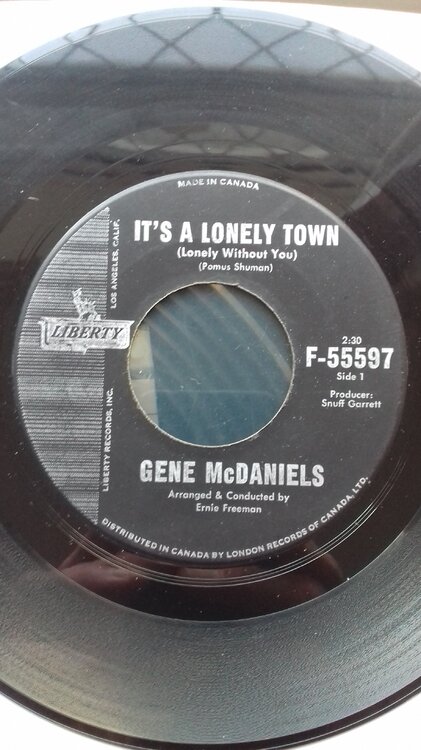 MADE IN CANADA
IT'S A LONELY TOWN
(Lonely Without You)
(Pomus Shuman)
LIBERTY
LIBERTY RECORDS, INC. LOS ANGELES, CALIF.
2:30
F-55597
Side 1
Producer:
Snuff Garrett
GENE McDANIELS
Arranged & Conducted by
Ernie Freeman
DISTRIBUTED IN CANADA BY LONDON RECORDS OF CANADA, LTD.